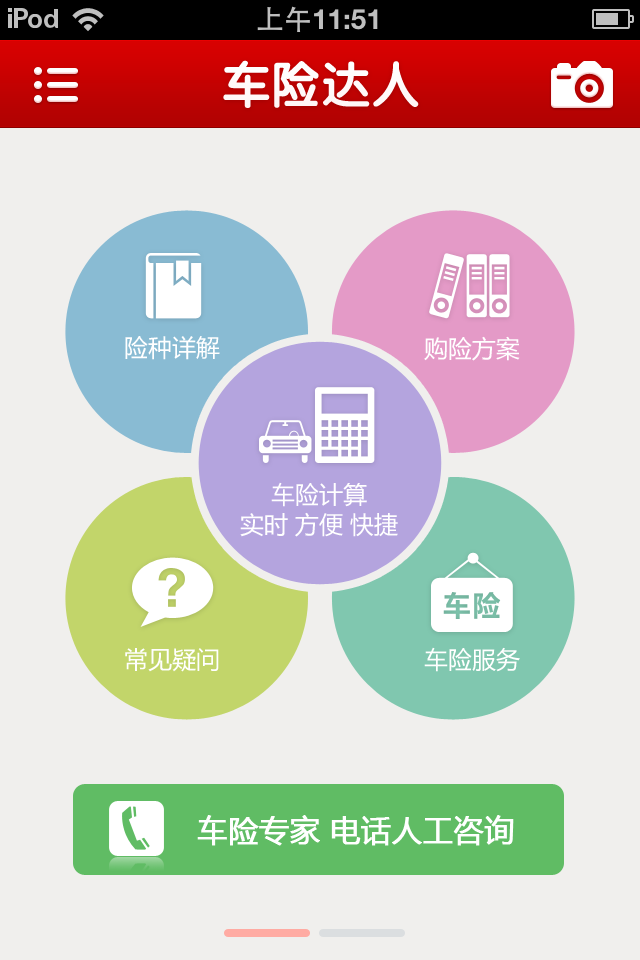 iPod 上午11:51
车险达人
险种详解
购险方案
车险计算
实时 方便 快捷
?
车险
常见疑问
车险服务
车险专家 电话人工咨询